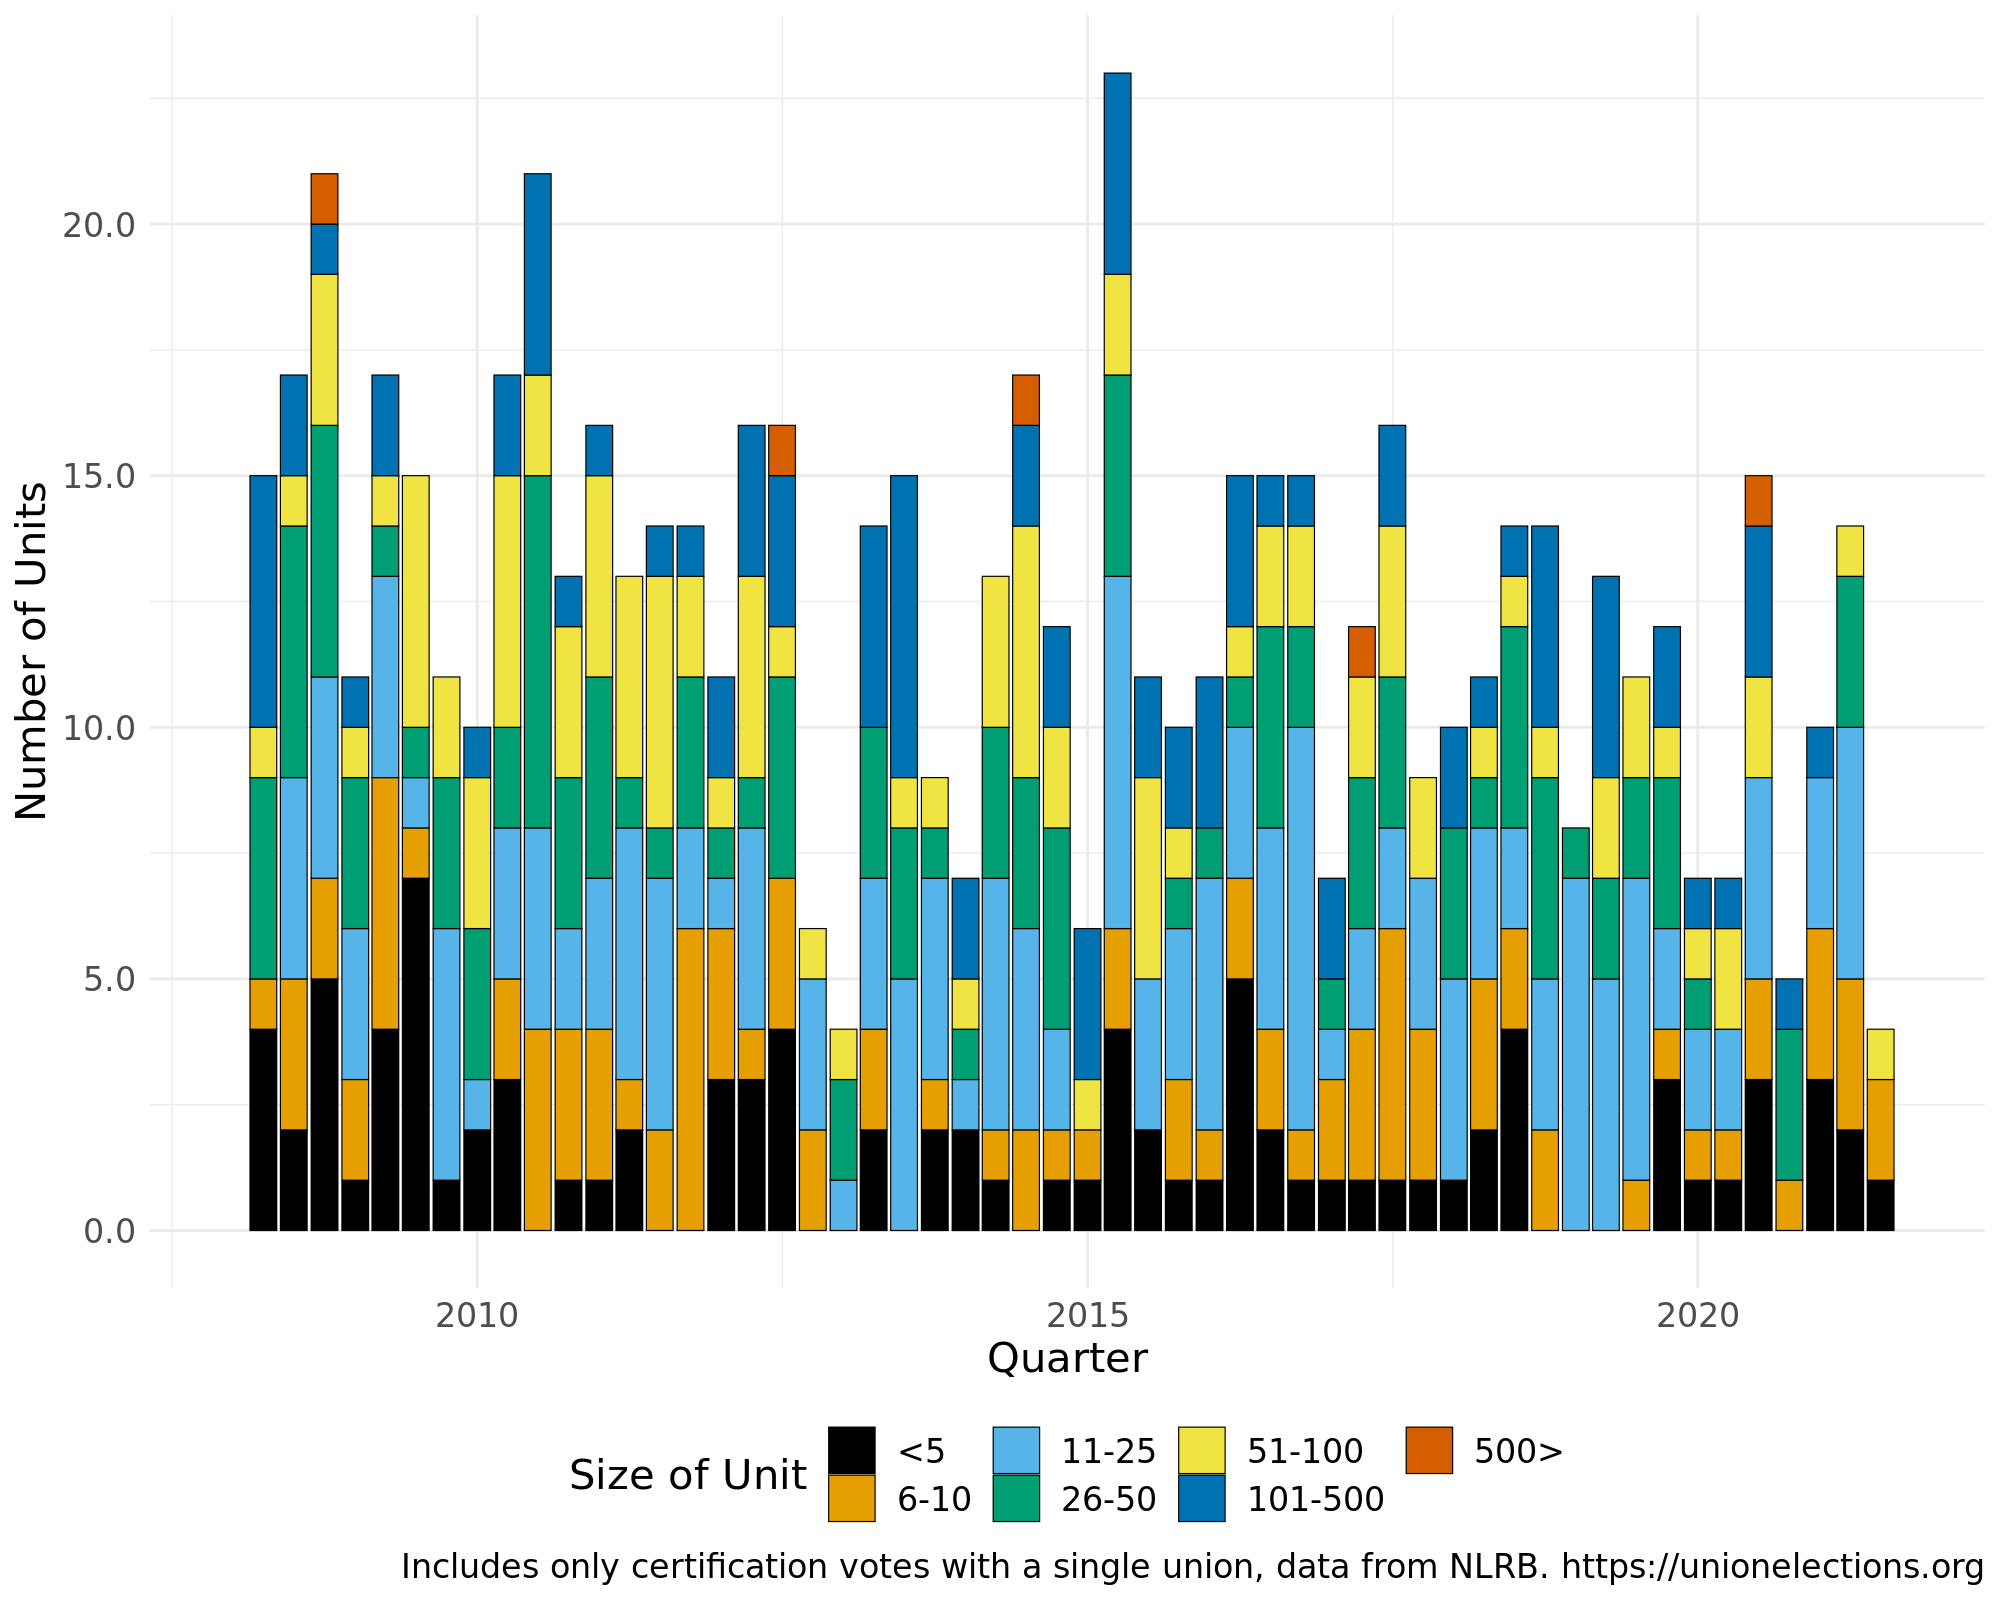 Number of Units
20.0
15.0
10.0
5.0
0.0
2010 2015 2020
Quarter
Size of Unit
<5 11-25 51-100 500>
6-10 26-50 101-500
Includes only certification votes with a single union, data from NLRB. https://unionelections.org